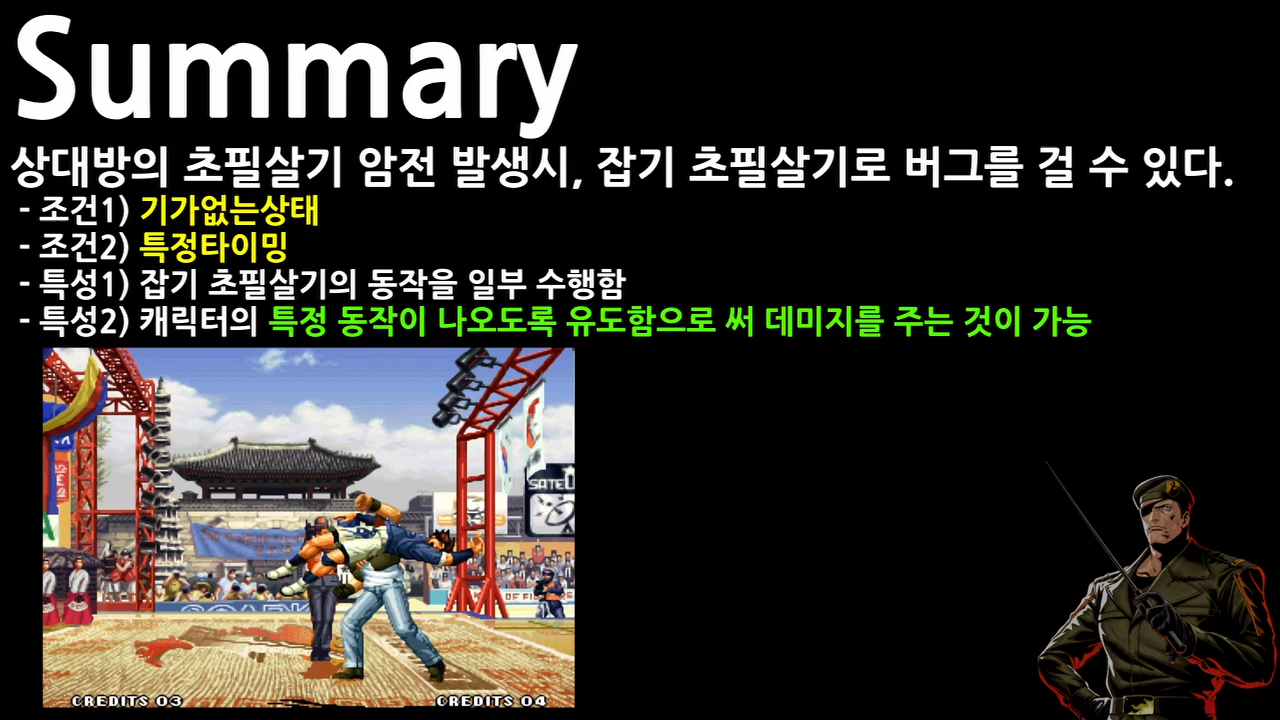 Summary
상대방의 초필살기 암전 발생시, 잡기 초필살기로 버그를 걸 수 있다.
- 조건1) 기가없는상태
- 조건2) 특정타이밍
- 특성1) 잡기 초필살기의 동작을 일부 수행함
- 특성2) 캐릭터의 특정 동작이 나오도록 유도함으로 써 데미지를 주는 것이 가능
CREDITS 03
CREDITS 04